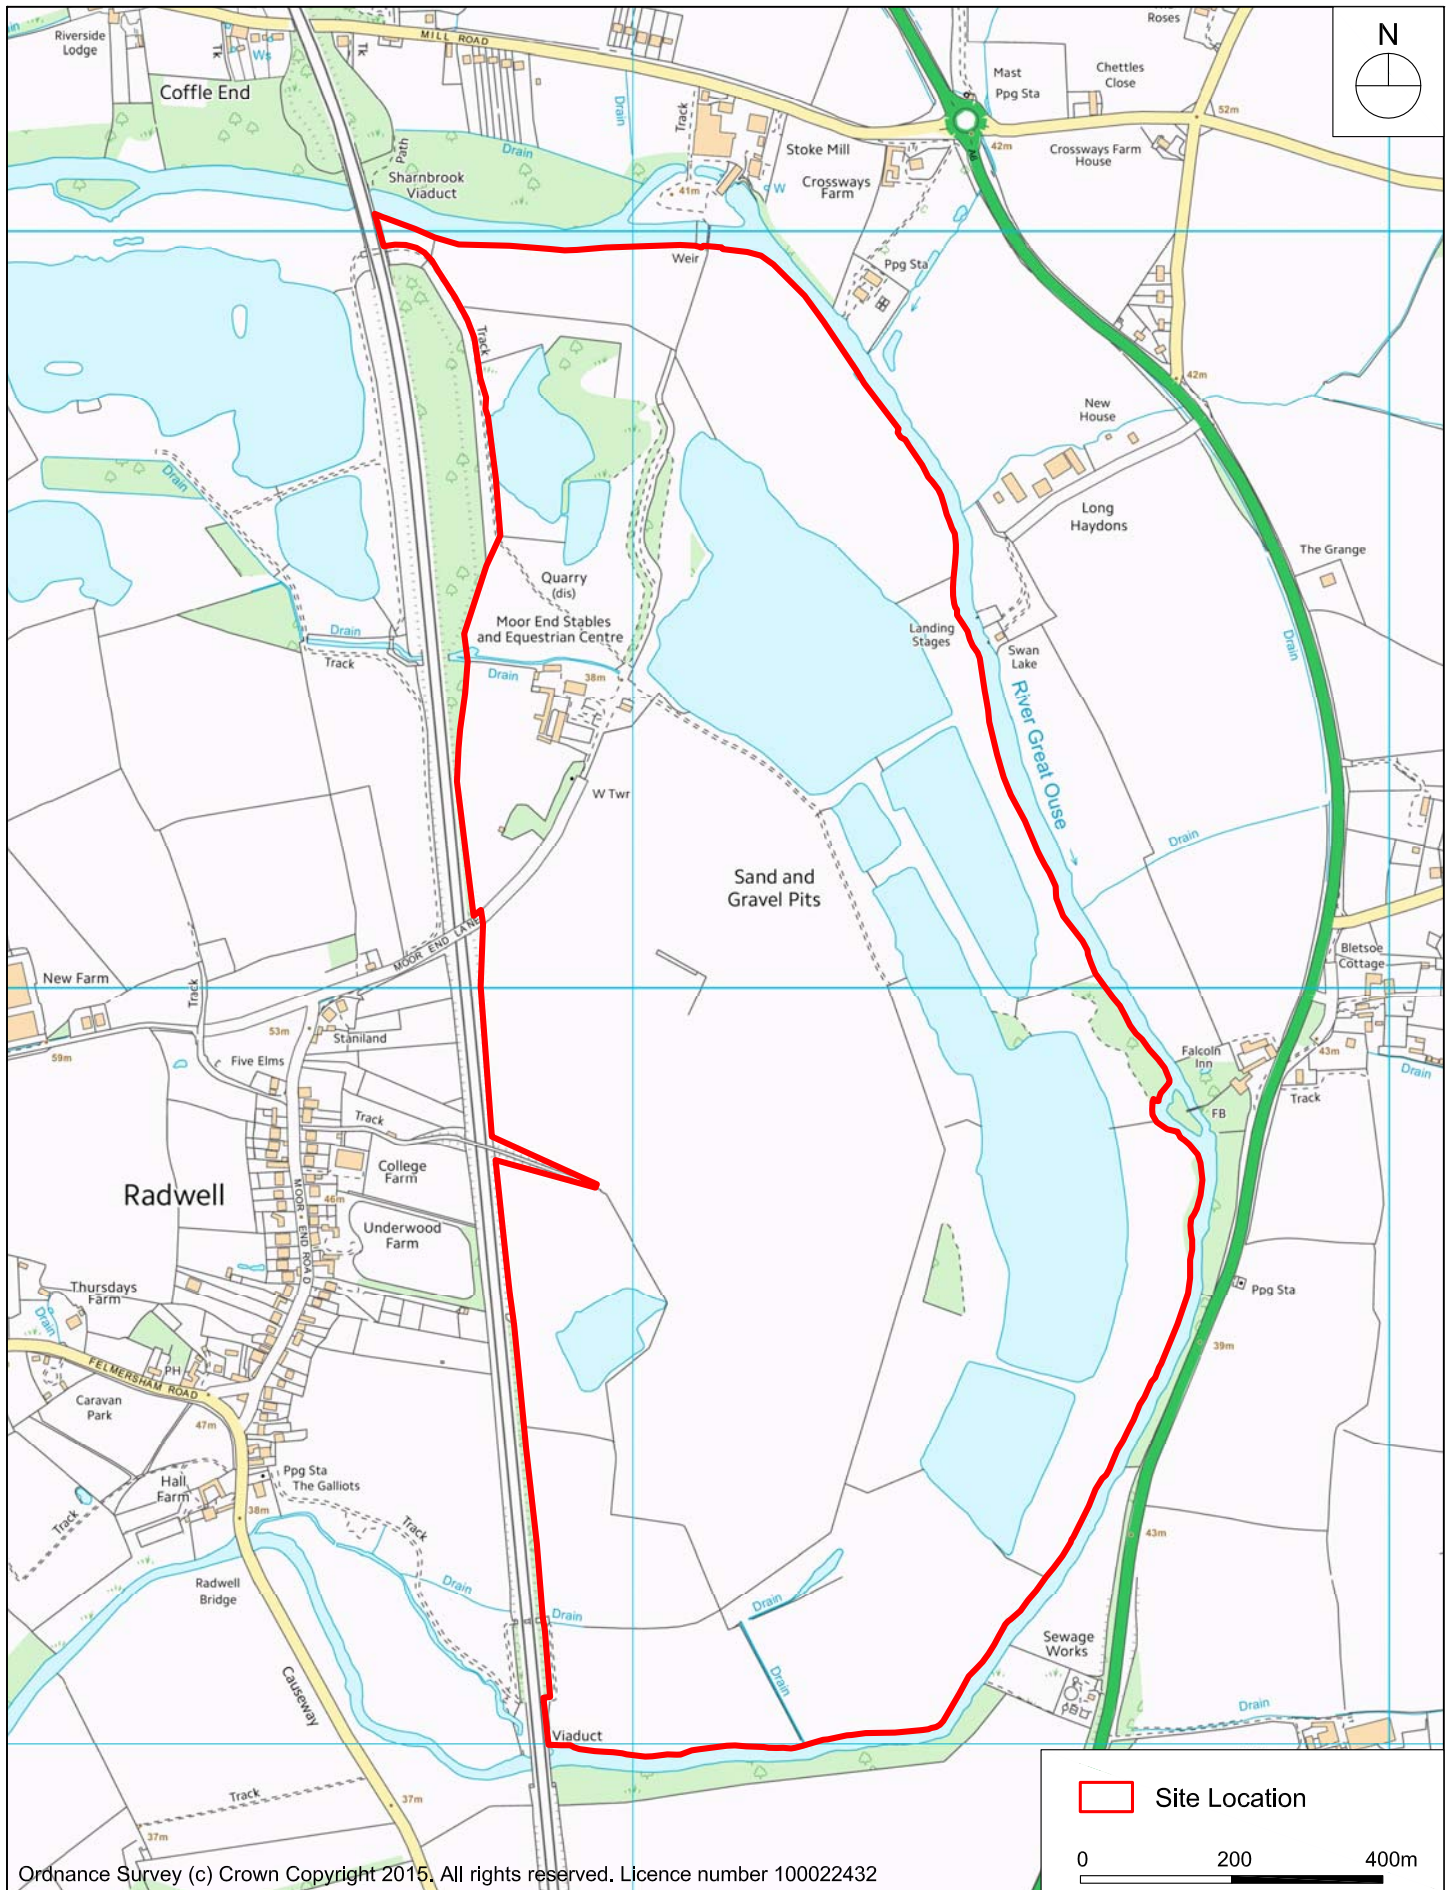 Riverside
Lodge
Tk
Ws
Tk
MILL ROAD
Roses
N
Coffle End
Drain
Track
Mast
Ppg Sta
Chettles
Close
52m
Path
Drain
Stoke Mill
42m
A6
Crossways Farm
House
Sharnbrook
Viaduct
41m
W
Crossways
Farm
Weir
Ppg Sta
Track
42m
New
House
Drain
Long
Haydons
The Grange
Quarry
(dis)
Moor End Stables
and Equestrian Centre
Drain
Track
Drain
38m
Landing
Stages
Swan
Lake
Drain
River Great Ouse
W Twr
Drain
Sand and
Gravel Pits
MOOR END LANE
New Farm
Track
Bletsoe
Cottage
53m
Staniland
59m
Five Elms
Falcon
Inn
43m
Drain
Track
FB
Track
College
Farm
Radwell
MOOR END ROAD
46m
Underwood
Farm
Thursdays
Farm
Drain
Ppg Sta
39m
PH
FELMERSHAM ROAD
Caravan
Park
47m
Hall
Farm
Ppg Sta
The Galliots
38m
Track
Track
43m
Radwell
Bridge
Drain
Drain
Drain
Sewage
Works
Causeway
Drain
Drain
Viaduct
Track
37m
37m
Site Location
0 200 400m
Ordnance Survey (c) Crown Copyright 2015. All rights reserved. Licence number 100022432